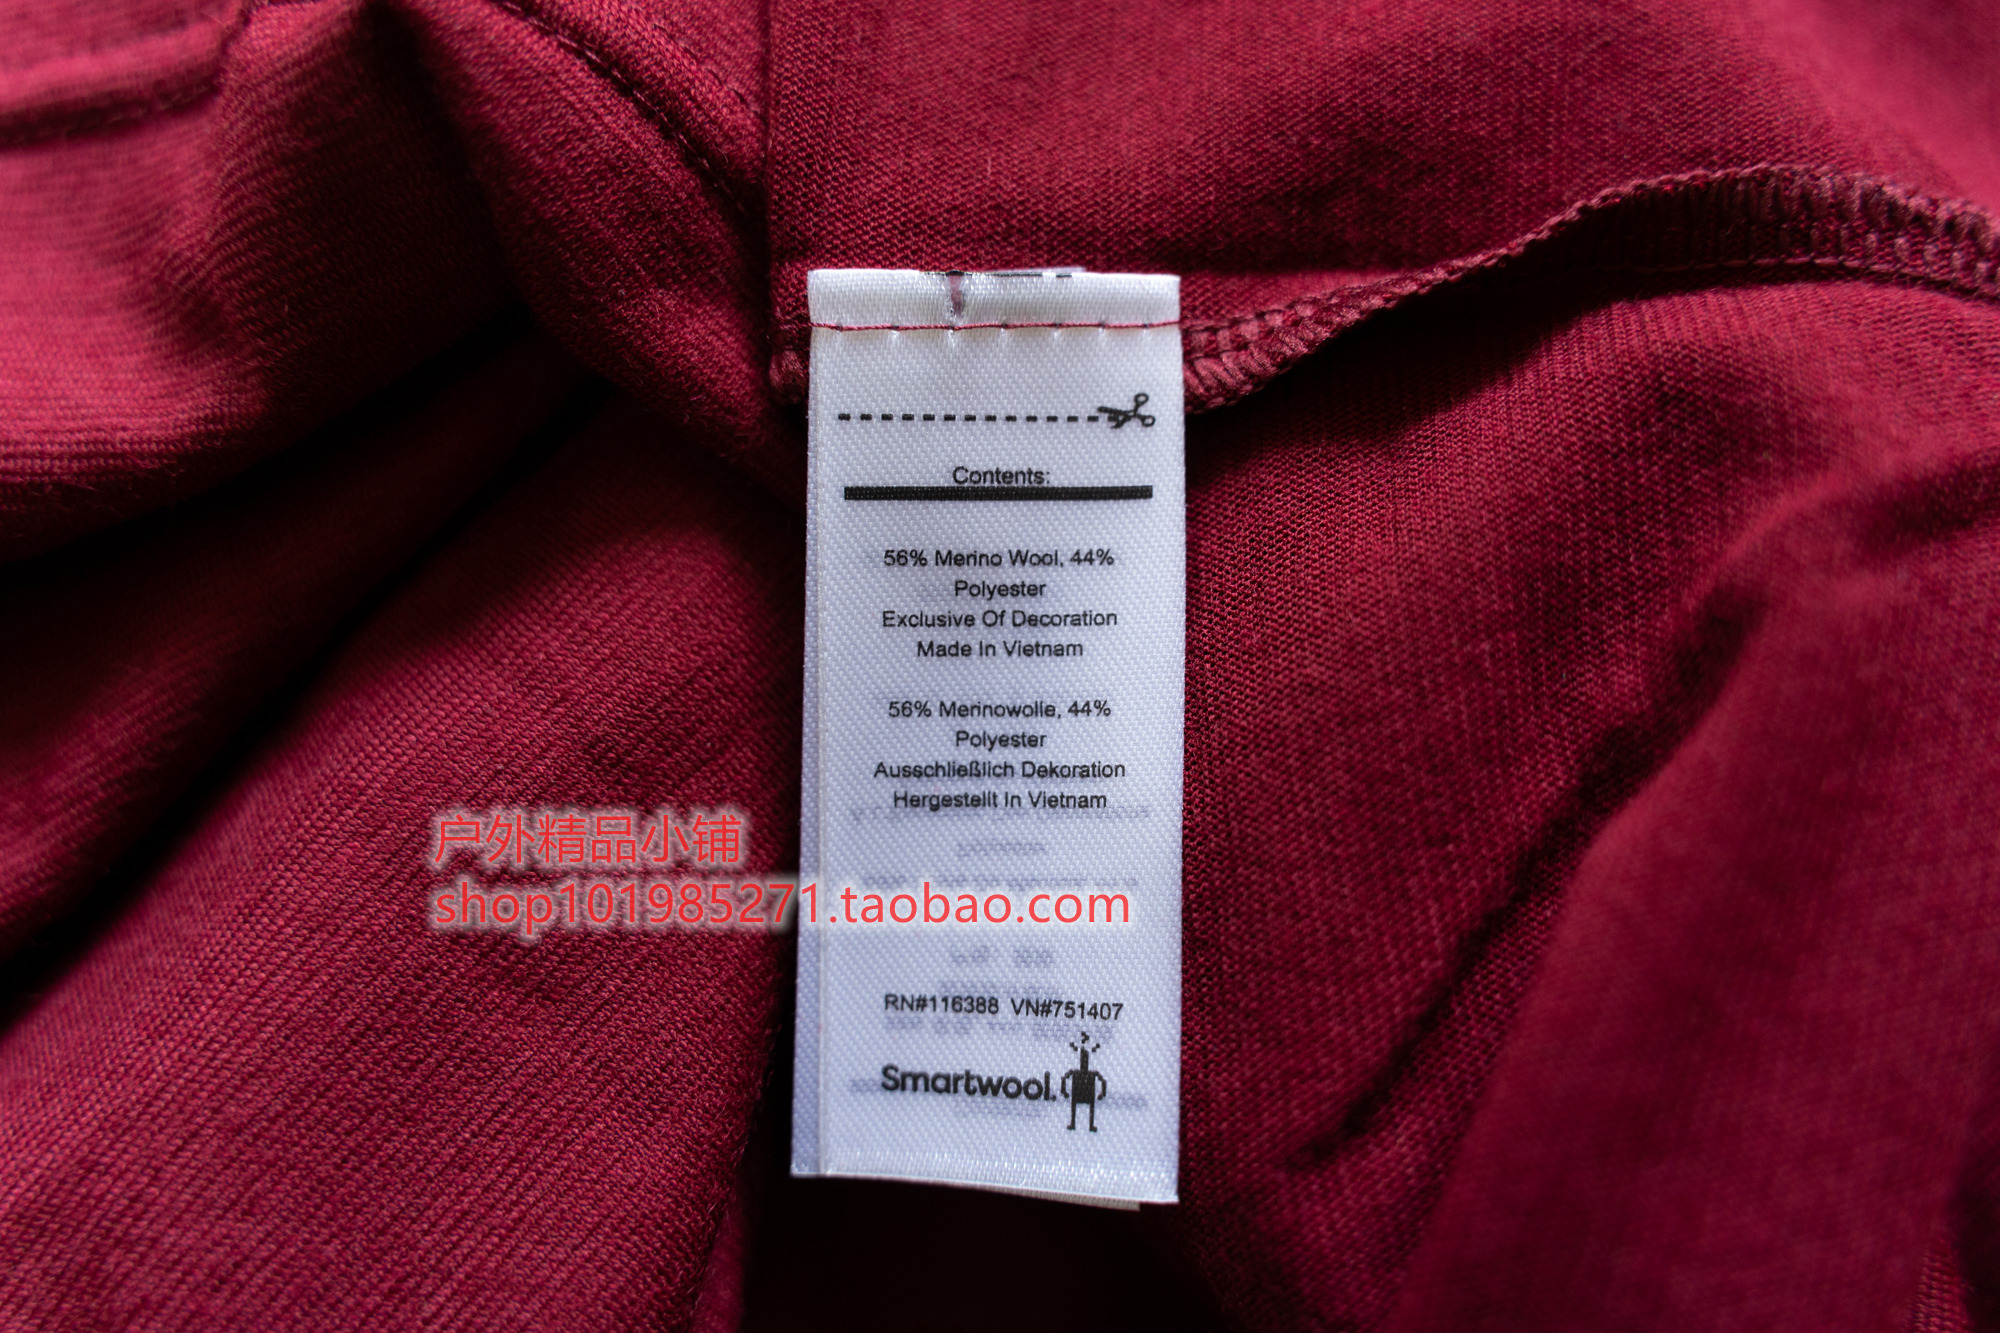 Contents:
56% Merino Wool, 44%
Polyester
Exclusive Of Decoration
Made In Vietnam
56% Merinowolle, 44%
Polyester
Ausschließlich Dekoration
Hergestellt In Vietnam
户外精品小铺
shop101985271.taobao.com
RN#116388 VN#751407
Smartwool.